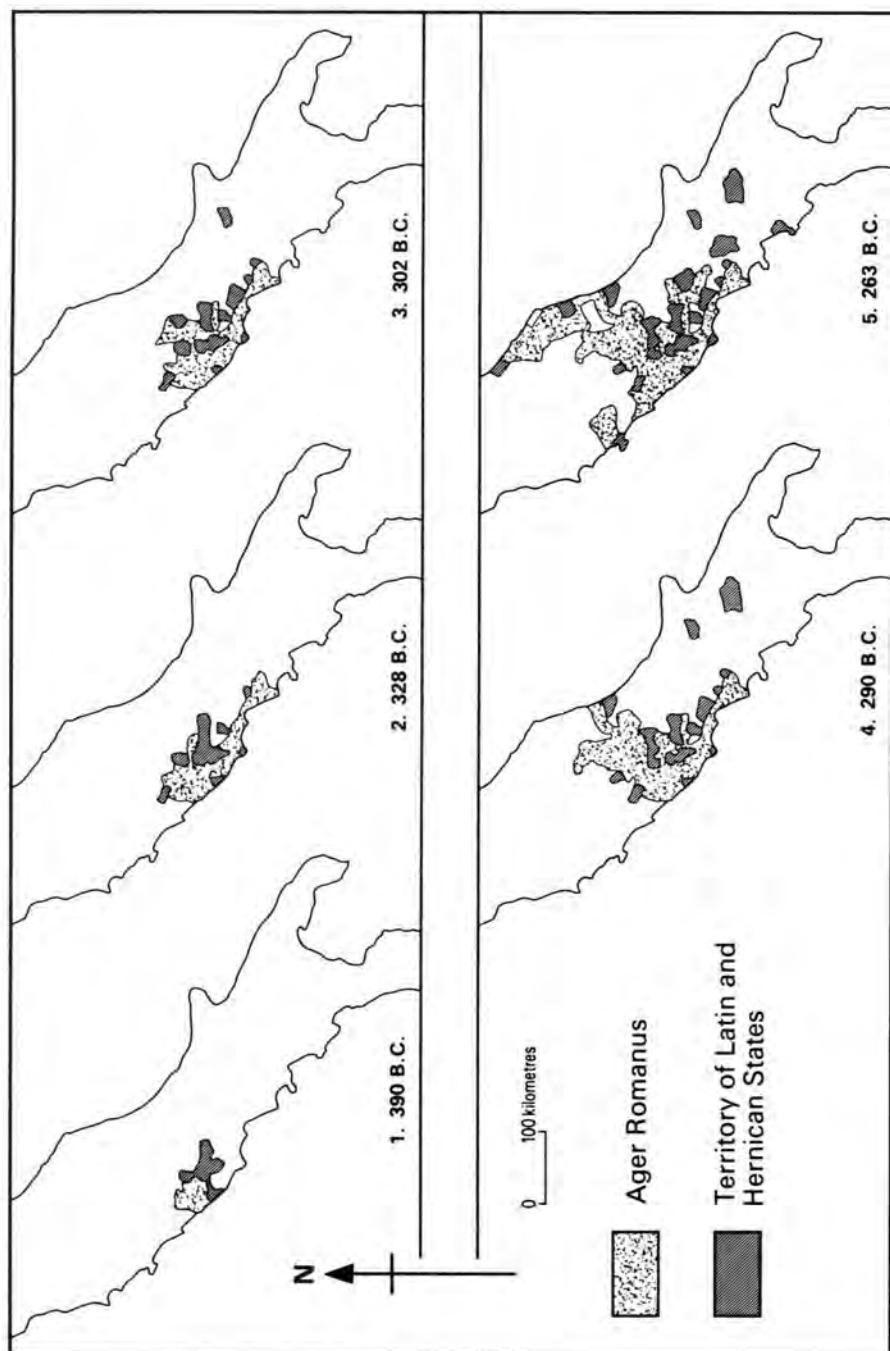 1. 390 B.C.
2. 328 B.C.
3. 302 B.C.
N
0 100 kilometres
Ager Romanus
Territory of Latin and
Hernican States
4. 290 B.C.
5. 263 B.C.